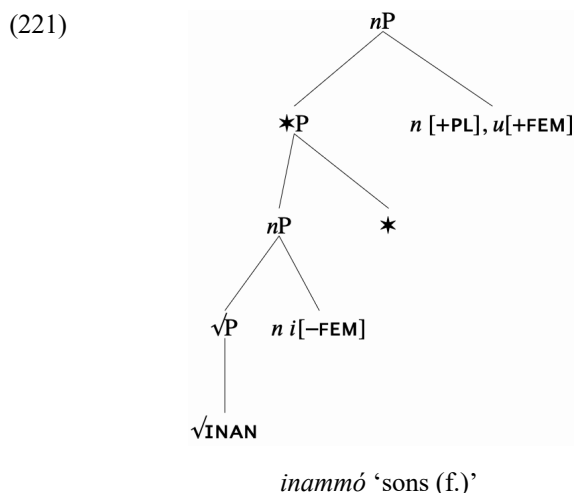 (221)
nP
✶P n [+PL], u[+FEM]
nP ✶
√P n i[–FEM]
√INAN
inammó ‘sons (f.)’